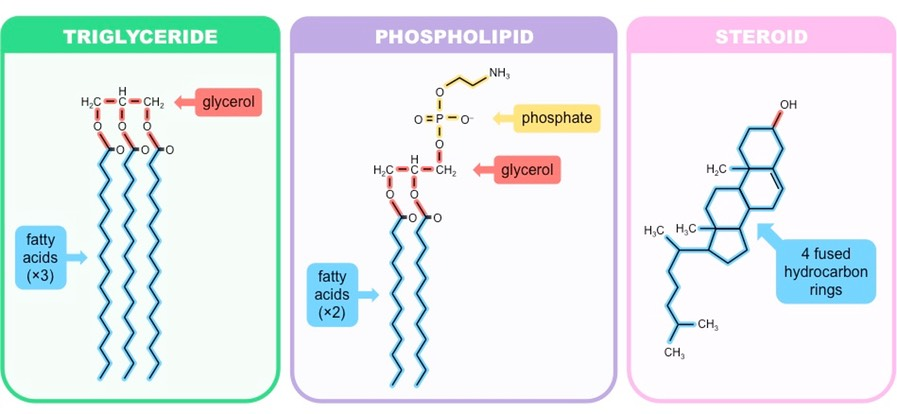 TRIGLYCERIDE
H₂C
H
C
CH₂
O
O
O
O
O
O
glycerol
fatty
acids
(×3)
PHOSPHOLIPID
NH₃
O
O
P
O⁻
phosphate
O
H₂C
H
C
CH₂
glycerol
O
O
O
O
fatty
acids
(×2)
STEROID
OH
H₂C
H₃C
H₃C
4 fused
hydrocarbon
rings
CH₃
CH₃